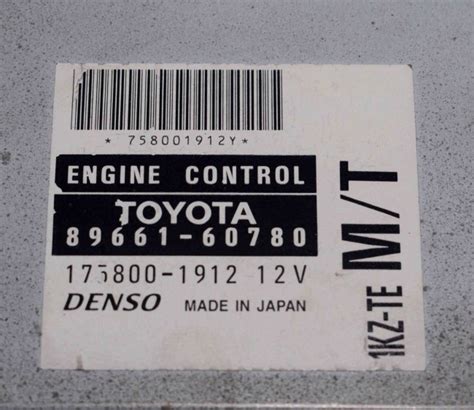 * 758001912Y *
ENGINE CONTROL
TOYOTA
89661-60780
175800-1912 12V
DENSO MADE IN JAPAN
1KZ-TE M/T